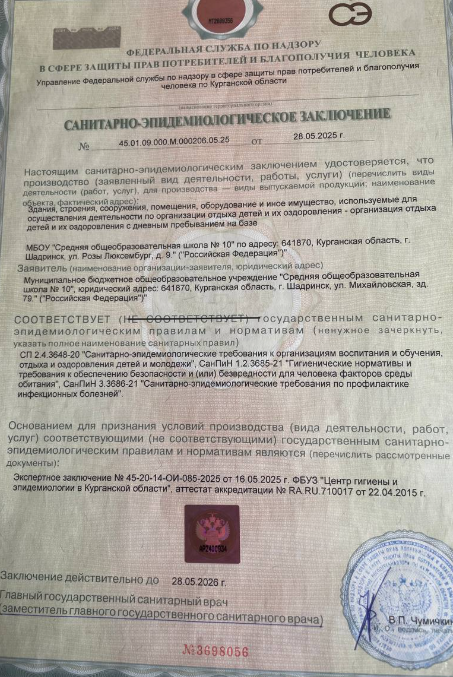 СЭ
ФЕДЕРАЛЬНАЯ СЛУЖБА ПО НАДЗОРУ
В СФЕРЕ ЗАЩИТЫ ПРАВ ПОТРЕБИТЕЛЕЙ И БЛАГОПОЛУЧИЯ ЧЕЛОВЕКА
Управление Федеральной службы по надзору в сфере защиты прав потребителей и благополучия
человека по Курганской области
САНИТАРНО-ЭПИДЕМИОЛОГИЧЕСКОЕ ЗАКЛЮЧЕНИЕ
№ 45.01.09.000.М.000206.05.25 от 28.05.2025 г.
Настоящим санитарно-эпидемиологическим заключением удостоверяется, что
производство (заявленный вид деятельности, работы, услуги) (перечислить виды
деятельности (работ, услуг), для производства — виды выпускаемой продукции; наименование
объекта, фактический адрес):
Здания, строения, сооружения, помещения, оборудование и иное имущество, используемые для
осуществления деятельности по организации отдыха детей и их оздоровления - организация отдыха
детей и их оздоровления с дневным пребыванием на базе
МБОУ "Средняя общеобразовательная школа № 10" по адресу: 641870, Курганская область, г.
Шадринск, ул. Розы Люксембург, д. 9." ("Российская Федерация")
Заявитель (наименование организации-заявителя, юридический адрес)
Муниципальное бюджетное общеобразовательное учреждение "Средняя общеобразовательная
школа № 10", юридический адрес: 641870, Курганская область, г. Шадринск, ул. Михайловская, зд.
79." ("Российская Федерация")
СООТВЕТСТВУЕТ (НЕ СООТВЕТСТВУЕТ) государственным санитарно-
эпидемиологическим правилам и нормативам (ненужное зачеркнуть,
указать полное наименование санитарных правил)
СП 2.4.3648-20 "Санитарно-эпидемиологические требования к организациям воспитания и обучения,
отдыха и оздоровления детей и молодежи", СанПиН 1.2.3685-21 "Гигиенические нормативы и
требования к обеспечению безопасности и (или) безвредности для человека факторов среды
обитания", СанПиН 3.3686-21 "Санитарно-эпидемиологические требования по профилактике
инфекционных болезней".
Основанием для признания условий производства (вида деятельности, работ,
услуг) соответствующими (не соответствующими) государственным санитарно-
эпидемиологическим правилам и нормативам являются (перечислить рассмотренные
документы):
Экспертное заключение № 45-20-14-ОИ-085-2025 от 16.05.2025 г. ФБУЗ "Центр гигиены и
эпидемиологии в Курганской области", аттестат аккредитации № RA.RU.710017 от 22.04.2015 г.
Заключение действительно до 28.05.2026 г.
Главный государственный санитарный врач
(заместитель главного государственного санитарного врача)
В.П. Чумичкин
№3698056